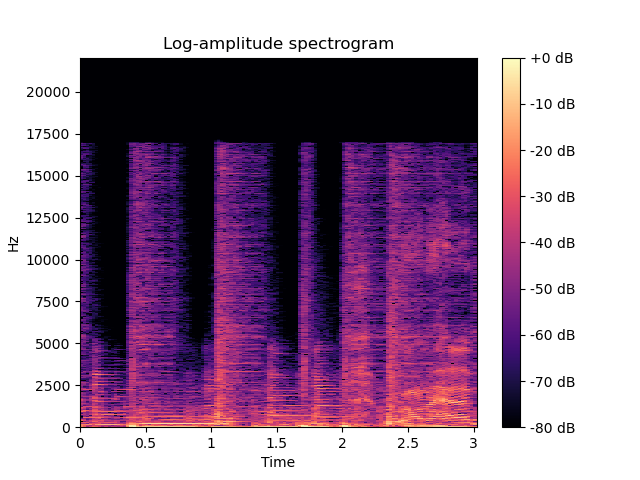 Log-amplitude spectrogram
Hz
20000
17500
15000
12500
10000
7500
5000
2500
0
0 0.5 1 1.5 2 2.5 3
Time
+0 dB
-10 dB
-20 dB
-30 dB
-40 dB
-50 dB
-60 dB
-70 dB
-80 dB